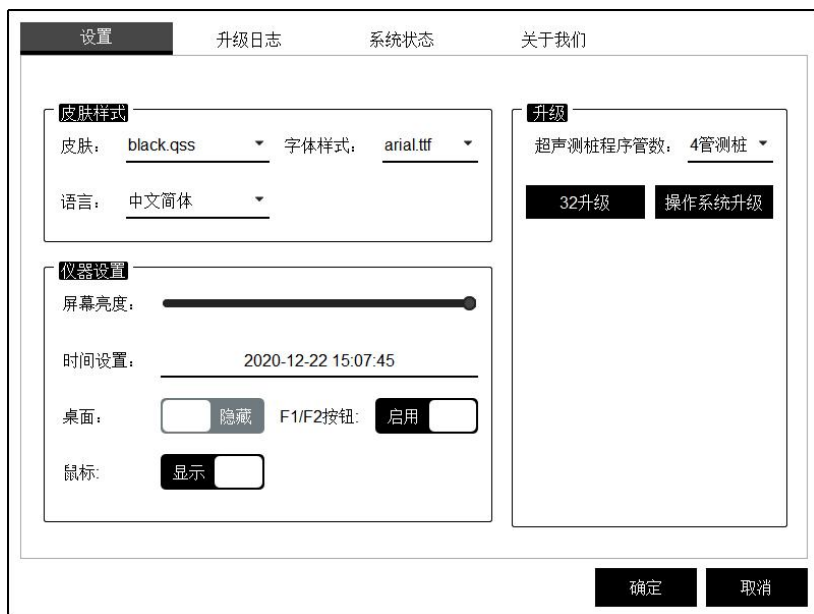 设置 升级日志 系统状态 关于我们
皮肤样式
皮肤： black.qss 字体样式： arial.ttf
语言： 中文简体
仪器设置
屏幕亮度：
时间设置： 2020-12-22 15:07:45
桌面： 隐藏 F1/F2按钮: 启用
鼠标: 显示
升级
超声测桩程序管数： 4管测桩
32升级 操作系统升级
确定 取消